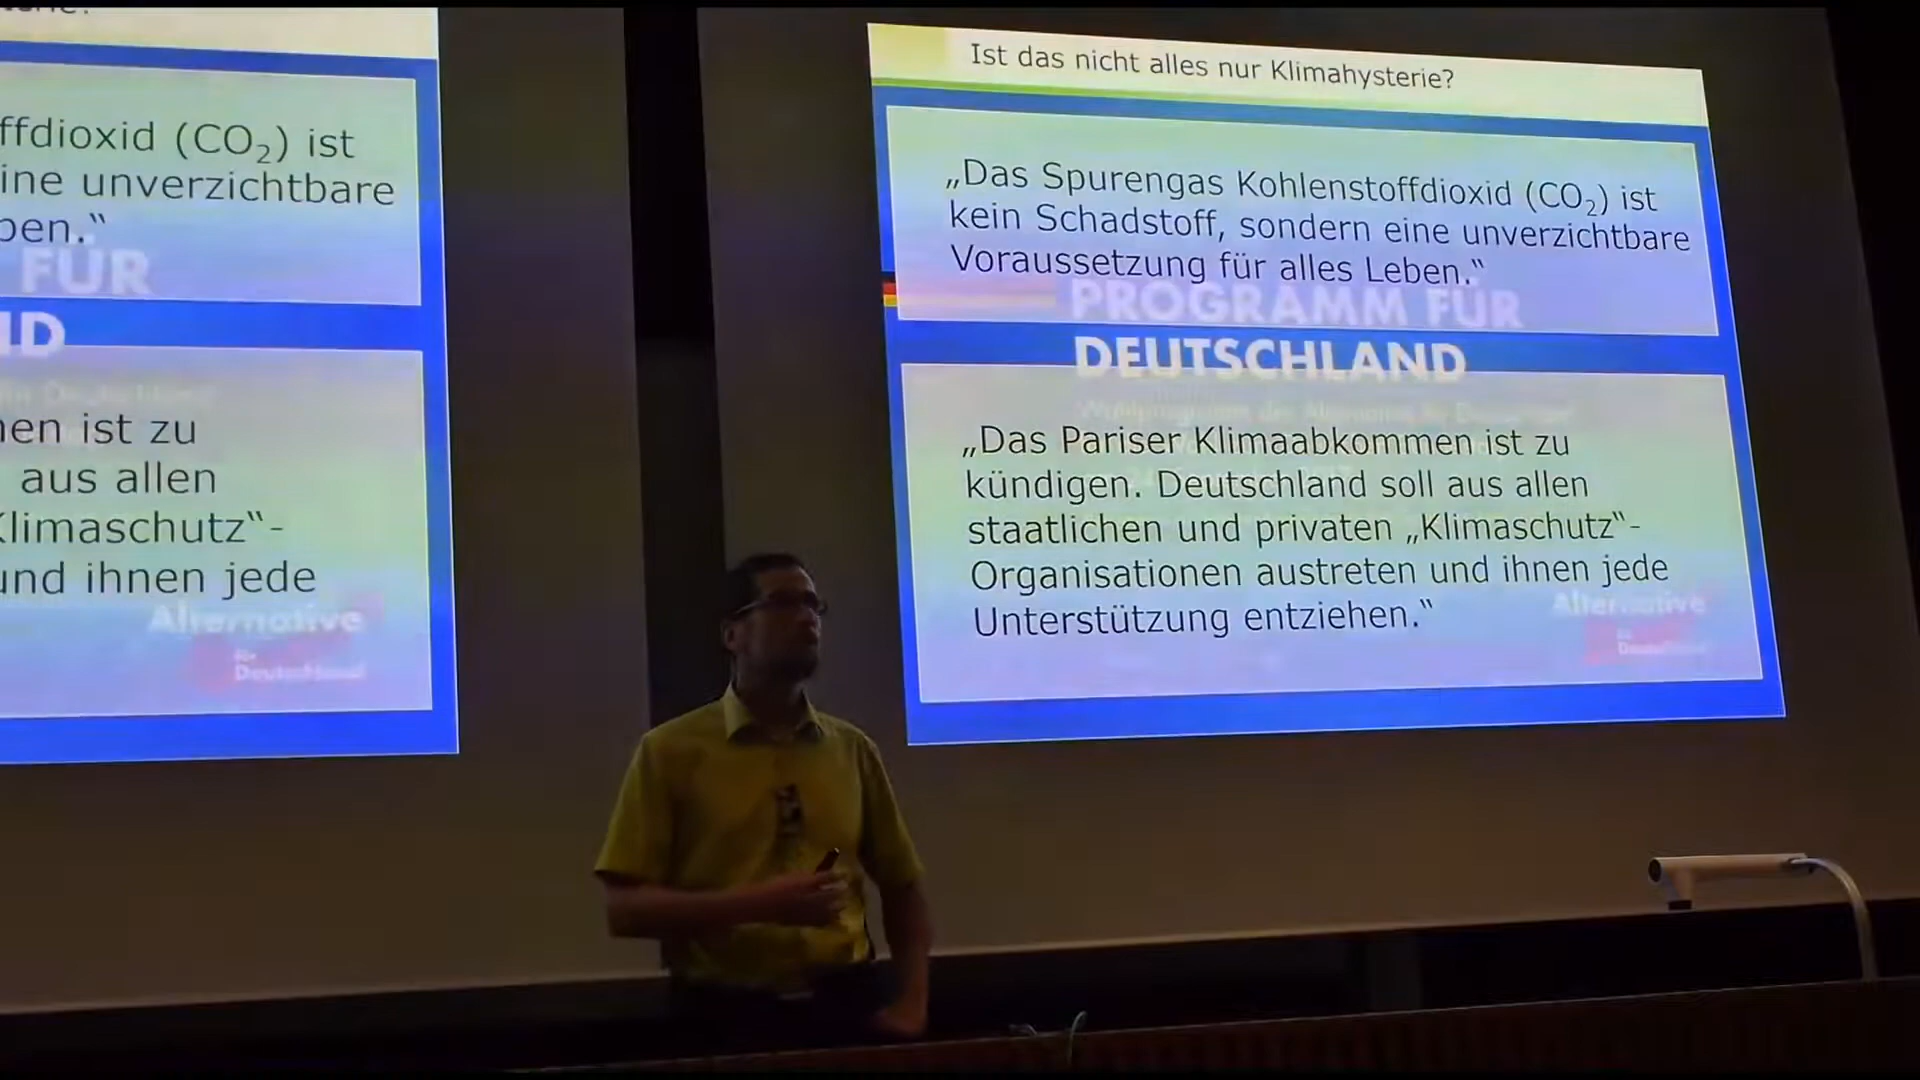 ffdioxid (CO₂) ist
ine unverzichtbare
ben.“
FÜR
ND
nen ist zu
aus allen
Klimaschutz“-
und ihnen jede
Alternative
für
Deutschland
Ist das nicht alles nur Klimahysterie?
„Das Spurengas Kohlenstoffdioxid (CO₂) ist
kein Schadstoff, sondern eine unverzichtbare
Voraussetzung für alles Leben.“
PROGRAMM FÜR
DEUTSCHLAND
„Das Pariser Klimaabkommen ist zu
kündigen. Deutschland soll aus allen
staatlichen und privaten „Klimaschutz“-
Organisationen austreten und ihnen jede
Unterstützung entziehen.“
Alternative
für
Deutschland